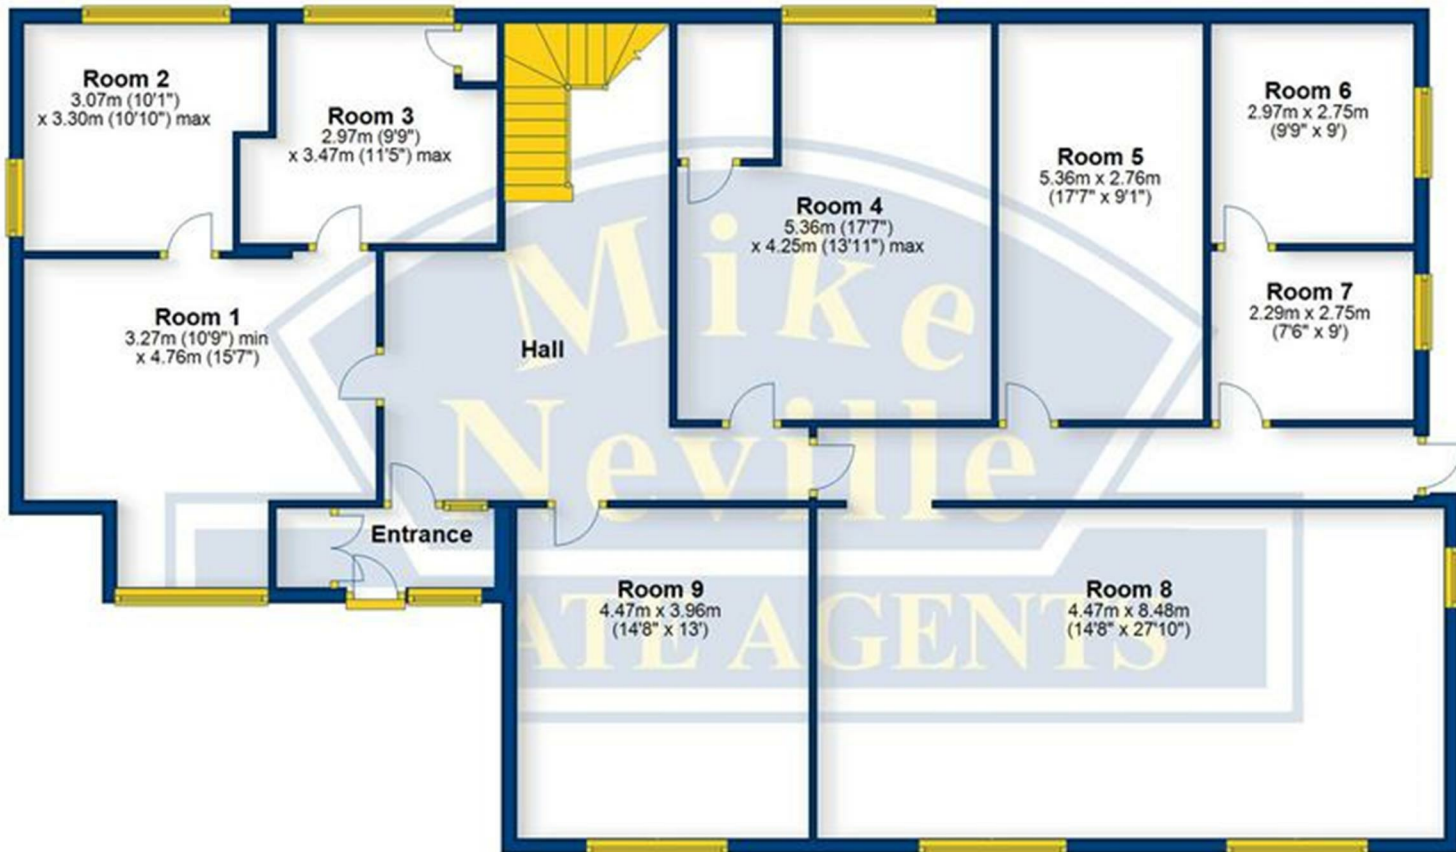 Room 2
3.07m (10'1")
x 3.30m (10'10") max
Room 3
2.97m (9'9")
x 3.47m (11'5") max
Room 6
2.97m x 2.75m
(9'9" x 9')
Room 5
5.36m x 2.76m
(17'7" x 9'1")
Room 4
5.36m (17'7")
x 4.25m (13'11") max
Room 7
2.29m x 2.75m
(7'6" x 9')
Room 1
3.27m (10'9") min
x 4.76m (15'7")
Hall
Mike
Neville
Entrance
Room 9
4.47m x 3.96m
(14'8" x 13')
Room 8
4.47m x 8.48m
(14'8" x 27'10")
ATE AGENTS